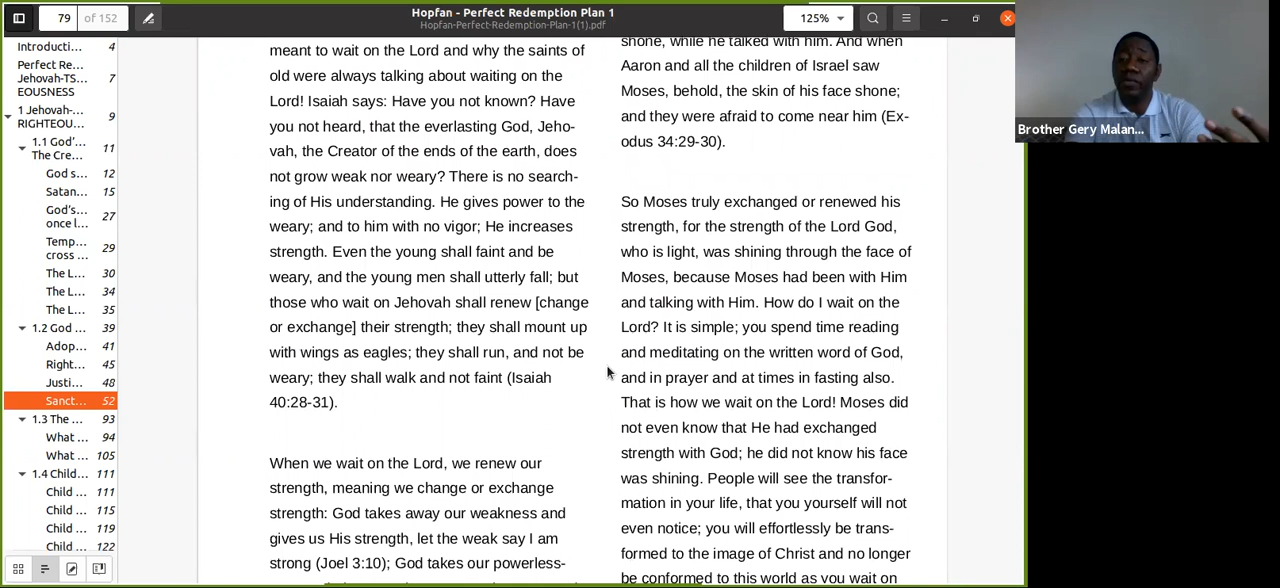 79
of 152
Hopfan - Perfect Redemption Plan 1
Hopfan-Perfect-Redemption-Plan-1(1).pdf
125%
Introducti... 4
Perfect Re...
Jehovah-TS... 7
EOUSNESS
1 Jehovah-... 9
RIGHTEOU...
1.1 God'... 11
The Cre...
God s... 12
Satan... 15
God's... 27
once l...
Temp... 29
cross ...
The L... 30
The L... 34
The L... 35
1.2 God ... 39
Adop... 41
Right... 45
Justi... 48
Sanct... 52
1.3 The ... 93
What ... 94
What ... 105
1.4 Child... 111
Child ... 111
Child ... 115
Child ... 119
Child ... 122
meant to wait on the Lord and why the saints of
old were always talking about waiting on the
Lord! Isaiah says: Have you not known? Have
you not heard, that the everlasting God, Jeho-
vah, the Creator of the ends of the earth, does
not grow weak nor weary? There is no search-
ing of His understanding. He gives power to the
weary; and to him with no vigor; He increases
strength. Even the young shall faint and be
weary, and the young men shall utterly fall; but
those who wait on Jehovah shall renew [change
or exchange] their strength; they shall mount up
with wings as eagles; they shall run, and not be
weary; they shall walk and not faint (Isaiah
40:28-31).
When we wait on the Lord, we renew our
strength, meaning we change or exchange
strength: God takes away our weakness and
gives us His strength, let the weak say I am
strong (Joel 3:10); God takes our powerless-
shone, while he talked with him. And when
Aaron and all the children of Israel saw
Moses, behold, the skin of his face shone;
and they were afraid to come near him (Ex-
odus 34:29-30).
So Moses truly exchanged or renewed his
strength, for the strength of the Lord God,
who is light, was shining through the face of
Moses, because Moses had been with Him
and talking with Him. How do I wait on the
Lord? It is simple; you spend time reading
and meditating on the written word of God,
and in prayer and at times in fasting also.
That is how we wait on the Lord! Moses did
not even know that He had exchanged
strength with God; he did not know his face
was shining. People will see the transfor-
mation in your life, that you yourself will not
even notice; you will effortlessly be trans-
formed to the image of Christ and no longer
be conformed to this world as you wait on
Brother Gery Malan...